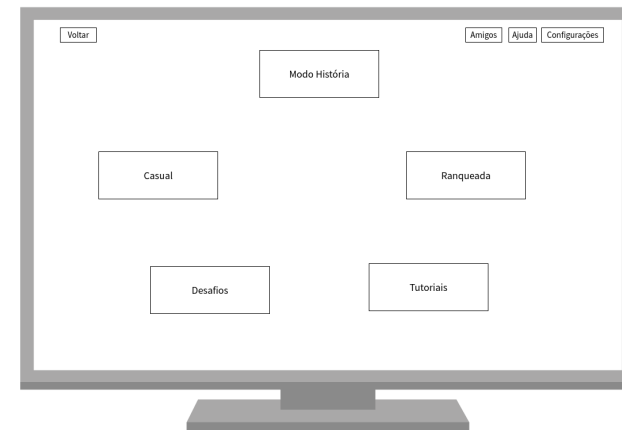 Voltar
Amigos
Ajuda
Configurações
Modo História
Casual
Ranqueada
Desafios
Tutoriais